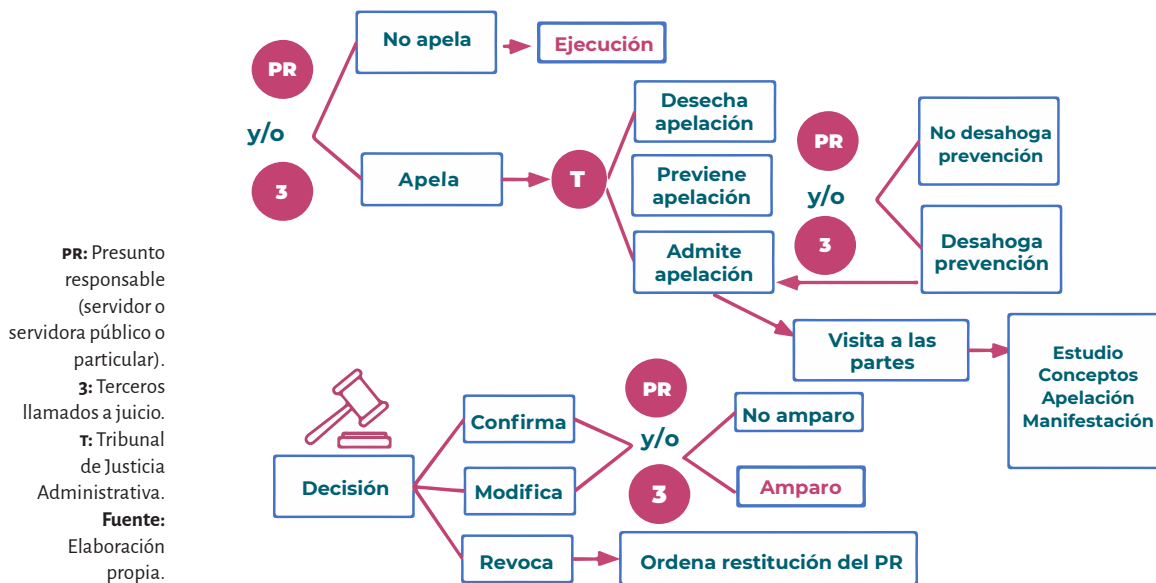 PR
y/o
3
No apela
Ejecución
Apela
T
Desecha
apelación
Previene
apelación
Admite
apelación
PR
y/o
3
No desahoga
prevención
Desahoga
prevención
Visita a las
partes
Estudio
Conceptos
Apelación
Manifestación
PR: Presunto
responsable
(servidor o
servidora público o
particular).
3: Terceros
llamados a juicio.
T: Tribunal
de Justicia
Administrativa.
Fuente:
Elaboración
propia.
Decisión
Confirma
Modifica
Revoca
PR
y/o
3
No amparo
Amparo
Ordena restitución del PR